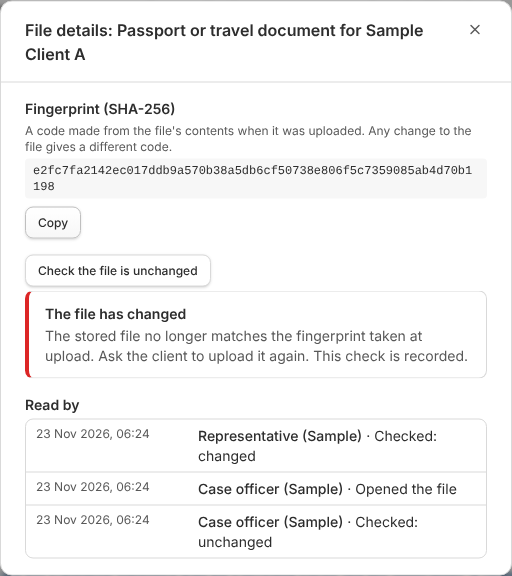 File details: Passport or travel document for Sample
Client A
Fingerprint (SHA-256)
A code made from the file's contents when it was uploaded. Any change to the
file gives a different code.
e2fc7fa2142ec017ddb9a570b38a5db6cf50738e806f5c7359085ab4d70b1
198
Copy
Check the file is unchanged
The file has changed
The stored file no longer matches the fingerprint taken at
upload. Ask the client to upload it again. This check is recorded.
Read by
23 Nov 2026, 06:24 Representative (Sample) · Checked:
changed
23 Nov 2026, 06:24 Case officer (Sample) · Opened the file
23 Nov 2026, 06:24 Case officer (Sample) · Checked:
unchanged